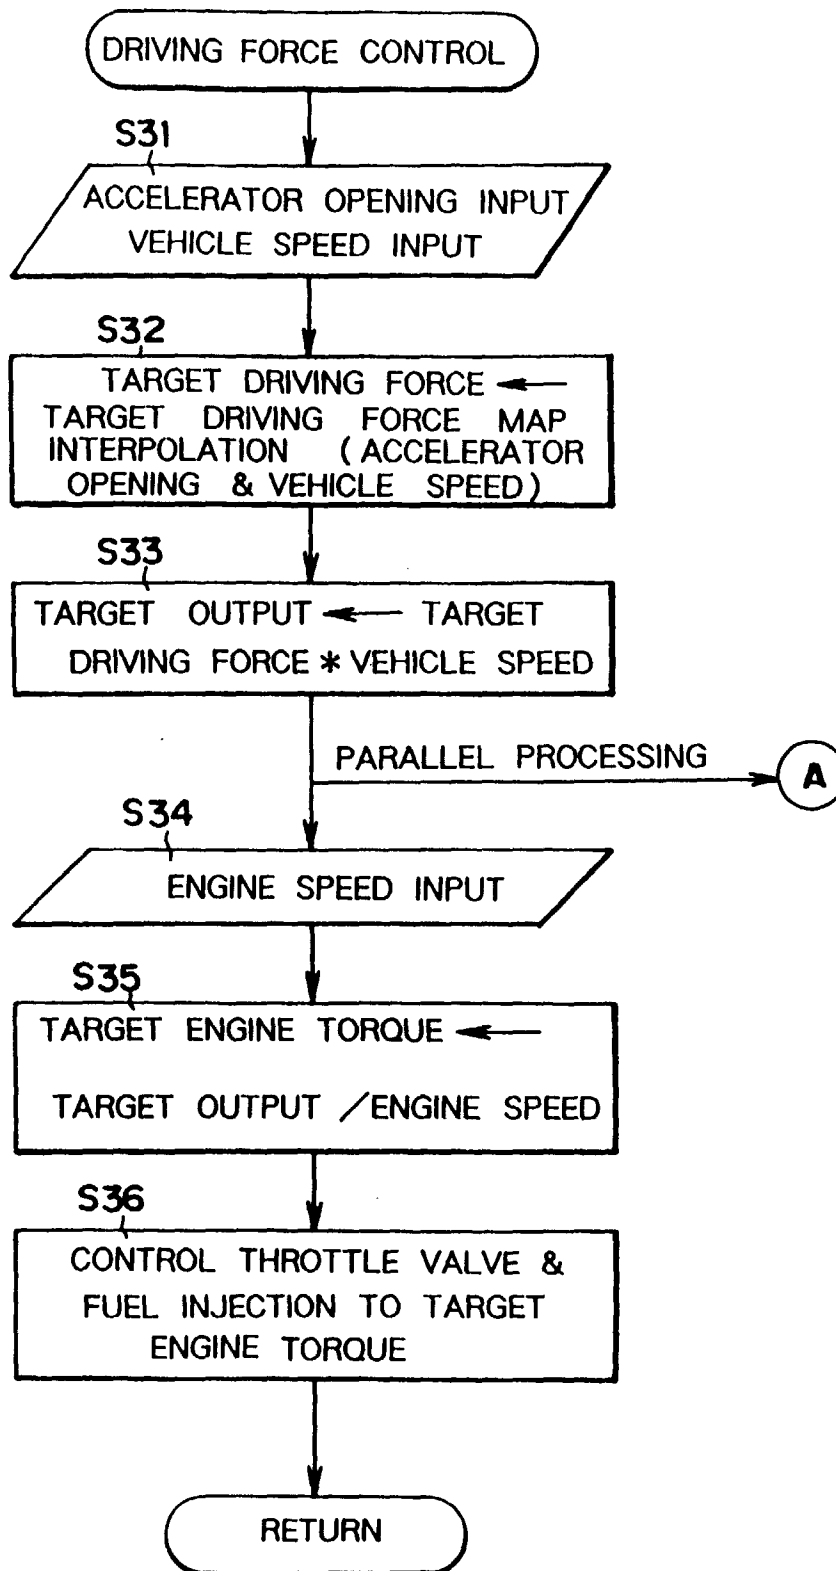 DRIVING FORCE CONTROL
S31
ACCELERATOR OPENING INPUT
VEHICLE SPEED INPUT
S32
TARGET DRIVING FORCE ←
TARGET DRIVING FORCE MAP
INTERPOLATION (ACCELERATOR
OPENING & VEHICLE SPEED)
S33
TARGET OUTPUT ← TARGET
DRIVING FORCE * VEHICLE SPEED
PARALLEL PROCESSING
A
S34
ENGINE SPEED INPUT
S35
TARGET ENGINE TORQUE ←
TARGET OUTPUT / ENGINE SPEED
S36
CONTROL THROTTLE VALVE &
FUEL INJECTION TO TARGET
ENGINE TORQUE
RETURN